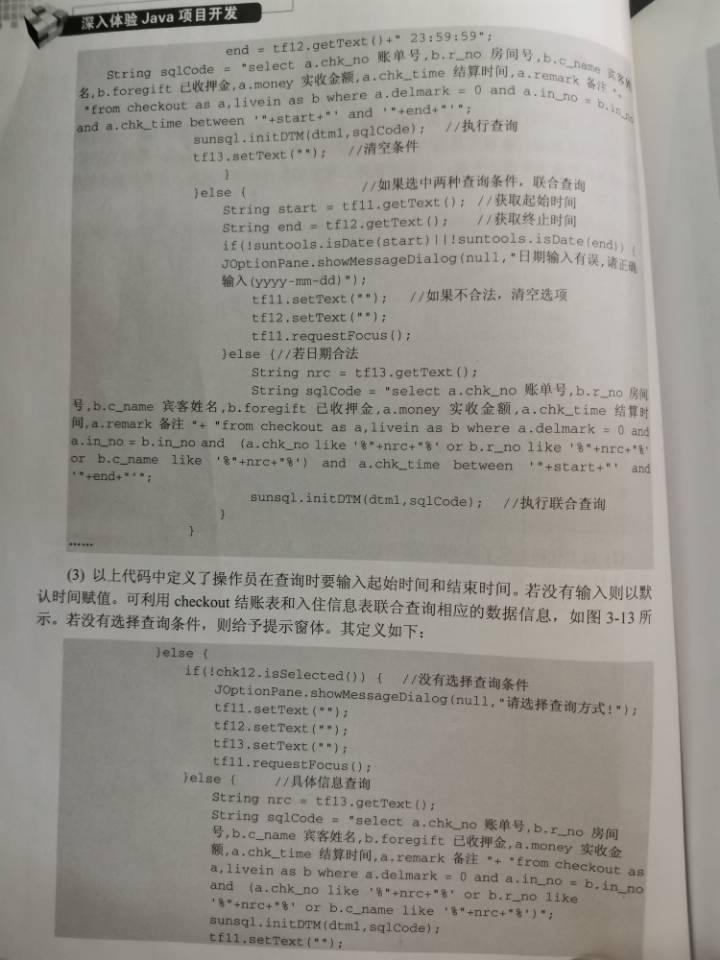 深入体验 Java 项目开发
end = tf12.getText()+" 23:59:59";
String sqlCode = "select a.chk_no 账单号,b.r_no 房间号,b.c_name 宾客姓
名,b.foregift 已收押金,a.money 实收金额,a.chk_time 结算时间,a.remark 备注 "+
"from checkout as a,livein as b where a.delmark = 0 and a.in_no = b.in_no
and a.chk_time between '"+start+"' and '"+end+"'";
sunsql.initDTM(dtm1,sqlCode); //执行查询
tf13.setText(""); //清空条件
}
}else { //如果选中两种查询条件，联合查询
String start = tf11.getText(); //获取起始时间
String end = tf12.getText(); //获取终止时间
if(!suntools.isDate(start)||!suntools.isDate(end)) {
JOptionPane.showMessageDialog(null,"日期输入有误,请正确
输入(yyyy-mm-dd)");
tf11.setText(""); //如果不合法，清空选项
tf12.setText("");
tf11.requestFocus();
}else {//若日期合法
String nrc = tf13.getText();
String sqlCode = "select a.chk_no 账单号,b.r_no 房间
号,b.c_name 宾客姓名,b.foregift 已收押金,a.money 实收金额,a.chk_time 结算时
间,a.remark 备注 "+ "from checkout as a,livein as b where a.delmark = 0 and
a.in_no = b.in_no and (a.chk_no like '%"+nrc+"%' or b.r_no like '%"+nrc+"%'
or b.c_name like '%"+nrc+"%') and a.chk_time between '"+start+"' and
'"+end+"'";
sunsql.initDTM(dtm1,sqlCode); //执行联合查询
}
}
……
(3) 以上代码中定义了操作员在查询时要输入起始时间和结束时间。若没有输入则以默
认时间赋值。可利用 checkout 结账表和入住信息表联合查询相应的数据信息，如图 3-13 所
示。若没有选择查询条件，则给予提示窗体。其定义如下：
}else {
if(!chk12.isSelected()) { //没有选择查询条件
JOptionPane.showMessageDialog(null,"请选择查询方式!");
tf11.setText("");
tf12.setText("");
tf13.setText("");
tf11.requestFocus();
}else { //具体信息查询
String nrc = tf13.getText();
String sqlCode = "select a.chk_no 账单号,b.r_no 房间
号,b.c_name 宾客姓名,b.foregift 已收押金,a.money 实收金
额,a.chk_time 结算时间,a.remark 备注 "+ "from checkout as
a,livein as b where a.delmark = 0 and a.in_no = b.in_no
and (a.chk_no like '%"+nrc+"%' or b.r_no like
'%"+nrc+"%' or b.c_name like '%"+nrc+"%')";
sunsql.initDTM(dtm1,sqlCode);
tf11.setText("");